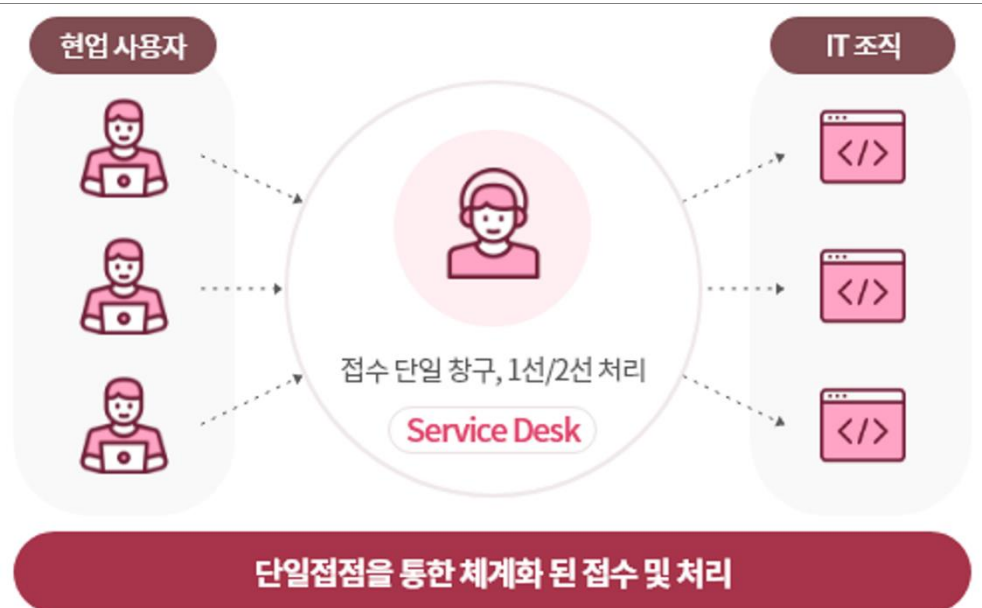 현업 사용자
IT 조직
</>
</>
</>
접수 단일 창구, 1선/2선 처리
Service Desk
단일접점을 통한 체계화 된 접수 및 처리